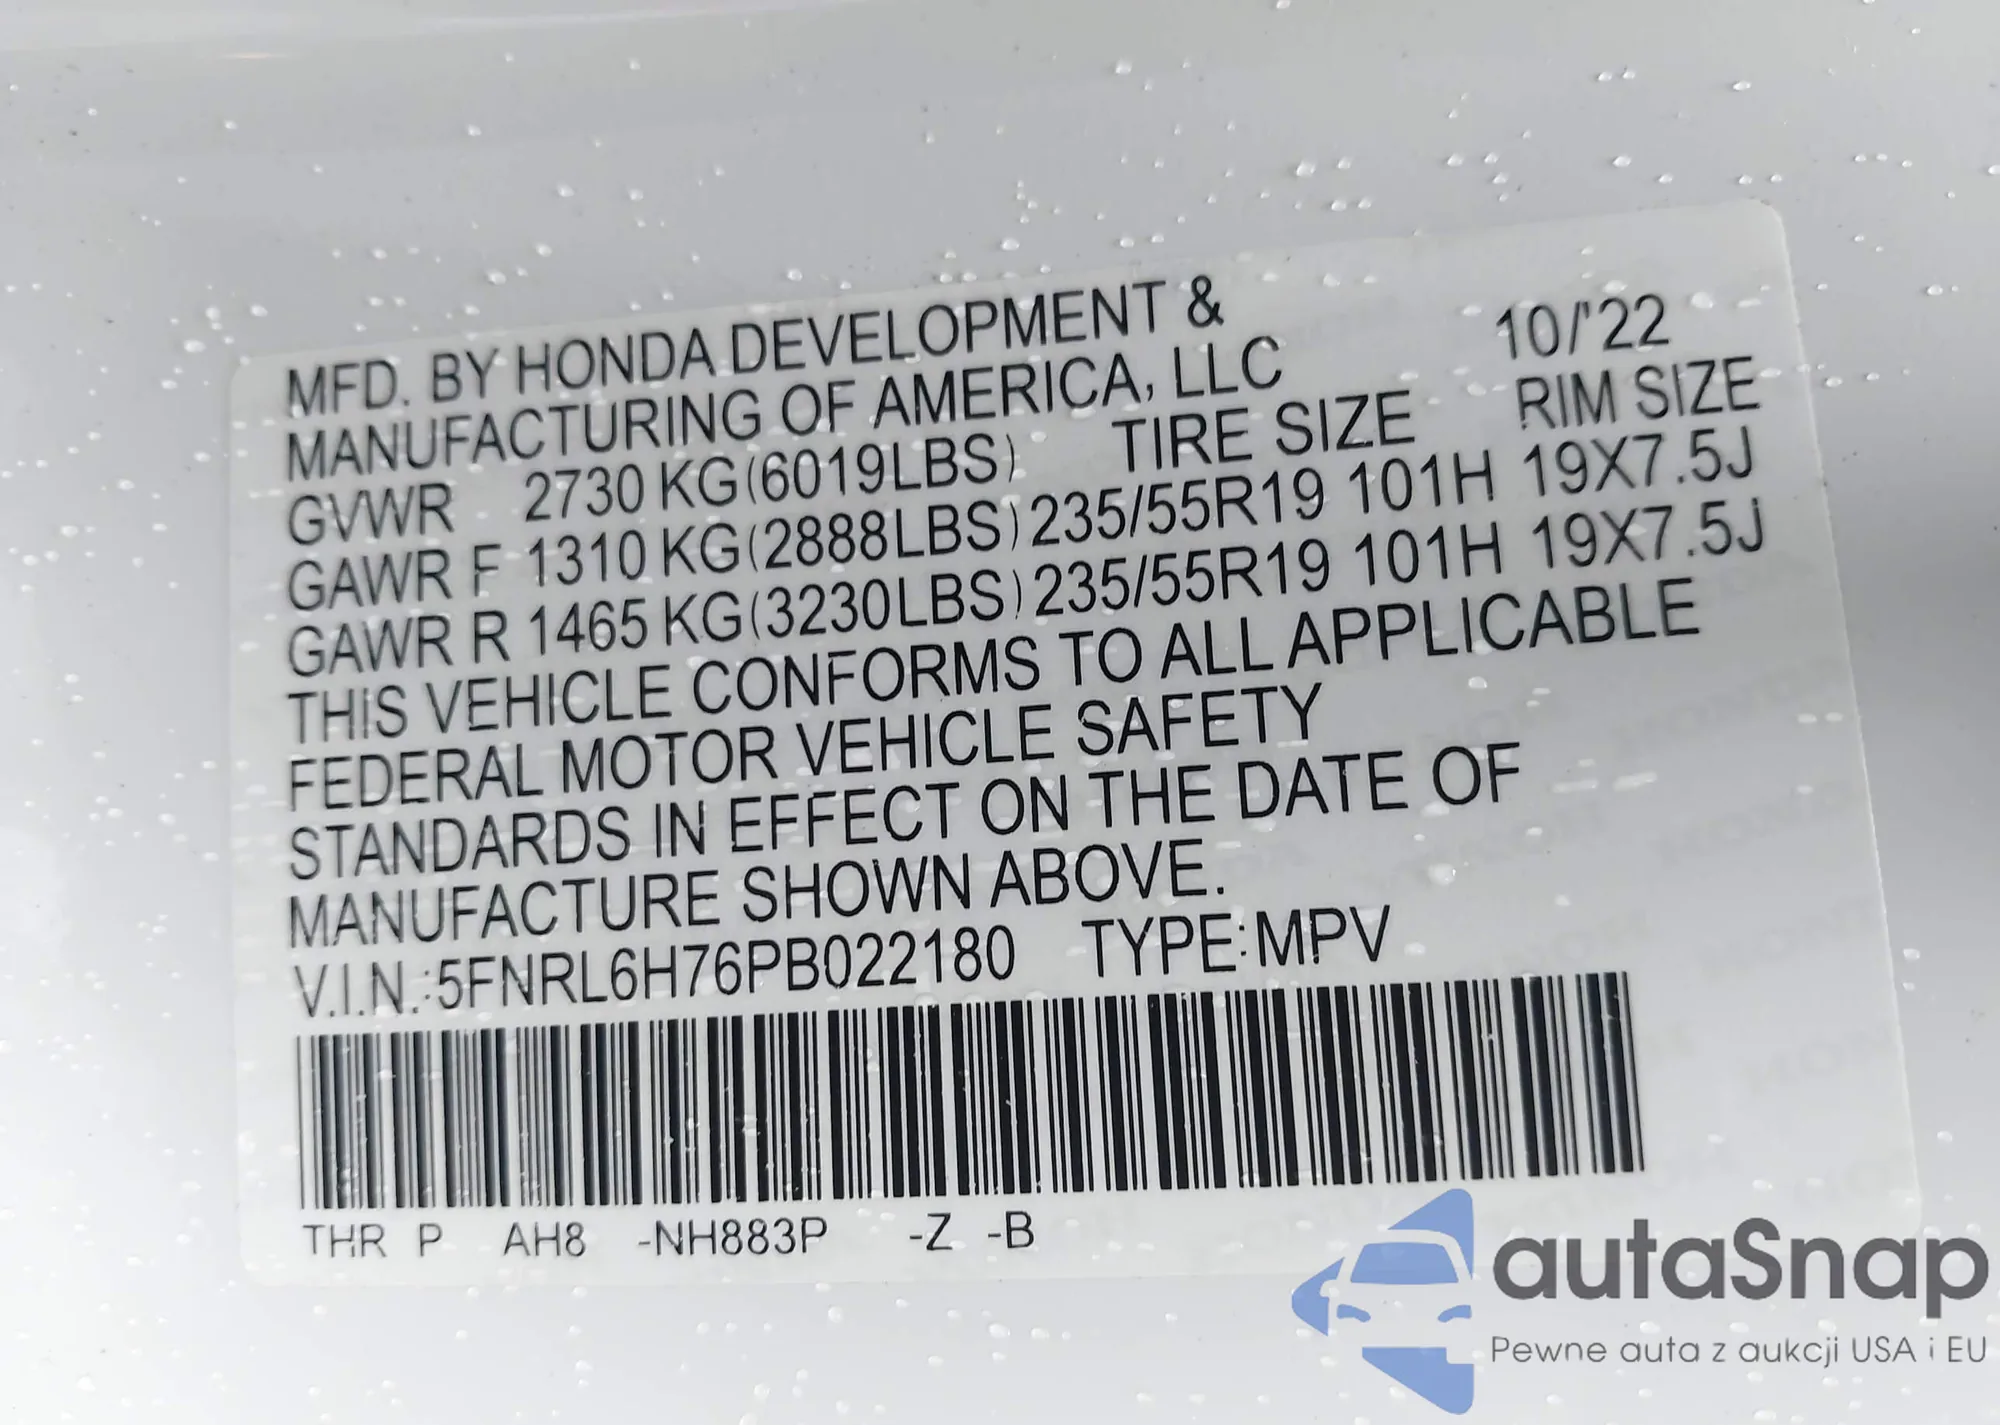 MFD. BY HONDA DEVELOPMENT & 10/'22
MANUFACTURING OF AMERICA, LLC
GVWR 2730 KG(6019LBS) TIRE SIZE RIM SIZE
GAWR F 1310 KG(2888LBS) 235/55R19 101H 19X7.5J
GAWR R 1465 KG(3230LBS) 235/55R19 101H 19X7.5J
THIS VEHICLE CONFORMS TO ALL APPLICABLE
FEDERAL MOTOR VEHICLE SAFETY
STANDARDS IN EFFECT ON THE DATE OF
MANUFACTURE SHOWN ABOVE.
V.I.N.:5FNRL6H76PB022180 TYPE:MPV
THR P AH8 -NH883P -Z -B
autaSnap
Pewne auta z aukcji USA i EU